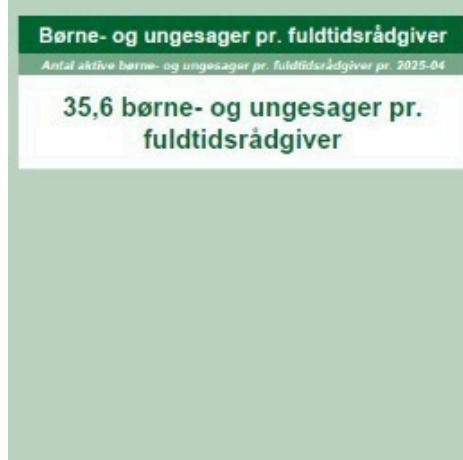 Børne- og ungesager pr. fuldtidsrådgiver
Antal aktive børne- og ungesager pr. fuldtidsrådgiver pr. 2025-04
35,6 børne- og ungesager pr.
fuldtidsrådgiver